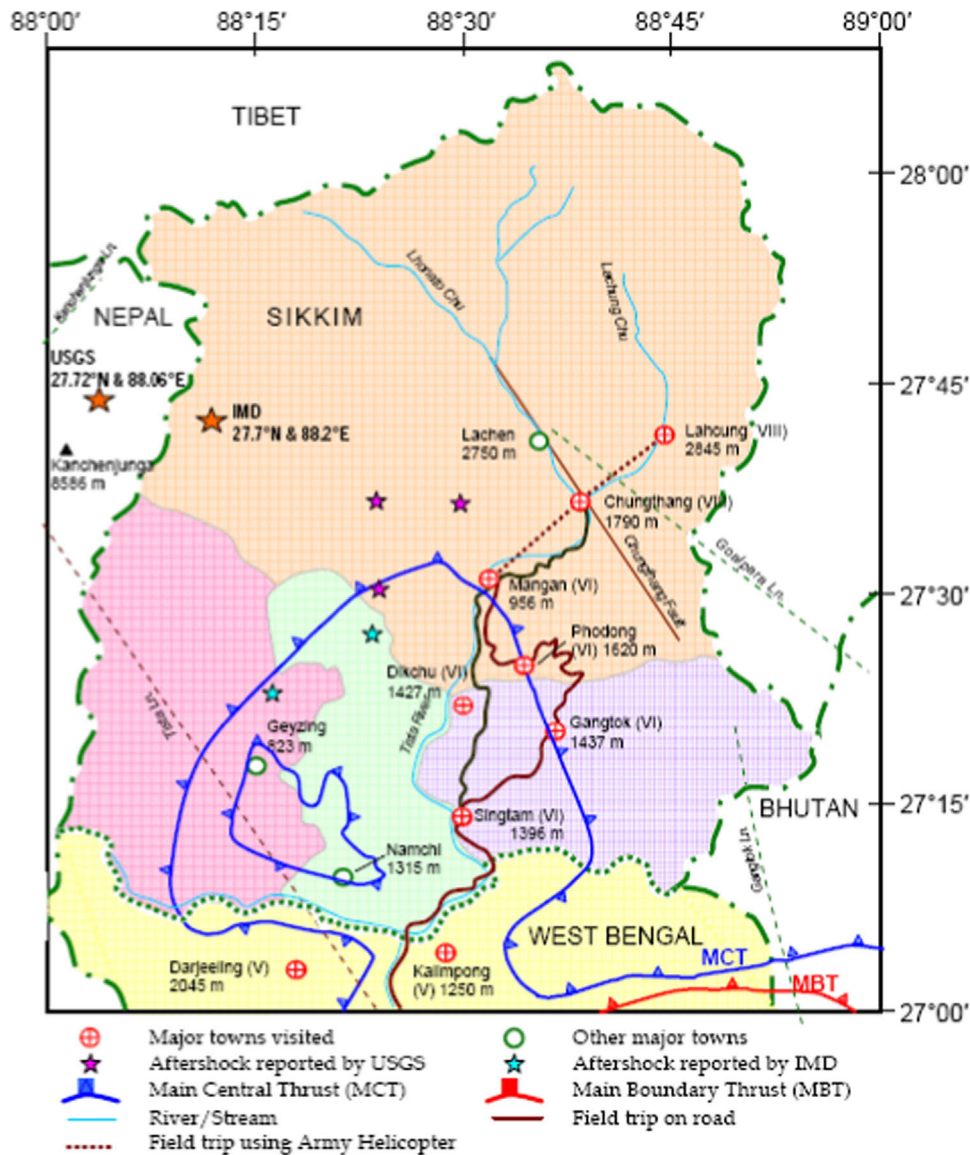 88°00' 88°15' 88°30' 88°45' 89°00'
TIBET
28°00'
Lhonato Chu
Lachung Chu
Kanchenjunga Ln
NEPAL
SIKKIM
USGS
27.72°N & 88.06°E
27°45'
IMD
27.7°N & 88.2°E
Lachen
2750 m
Lahcung (VIII)
2845 m
Kanchenjunga
8586 m
Chungthang (VIII)
1790 m
Chungthang Fault
Goalpara Ln.
Mangan (VI)
956 m
27°30'
Phodong
(VI) 1620 m
Dikchu (VI)
1427 m
Tista Ln
Tista River
Geyzing
823 m
Gangtok (VI)
1437 m
Singtam (VI)
1396 m
27°15'
BHUTAN
Gangtok Ln
Namchi
1315 m
WEST BENGAL
MCT
Darjeeling (V)
2045 m
Kalimpong
(V) 1250 m
MBT
27°00'
Major towns visited
Other major towns
Aftershock reported by USGS
Aftershock reported by IMD
Main Central Thrust (MCT)
Main Boundary Thrust (MBT)
River/Stream
Field trip on road
Field trip using Army Helicopter